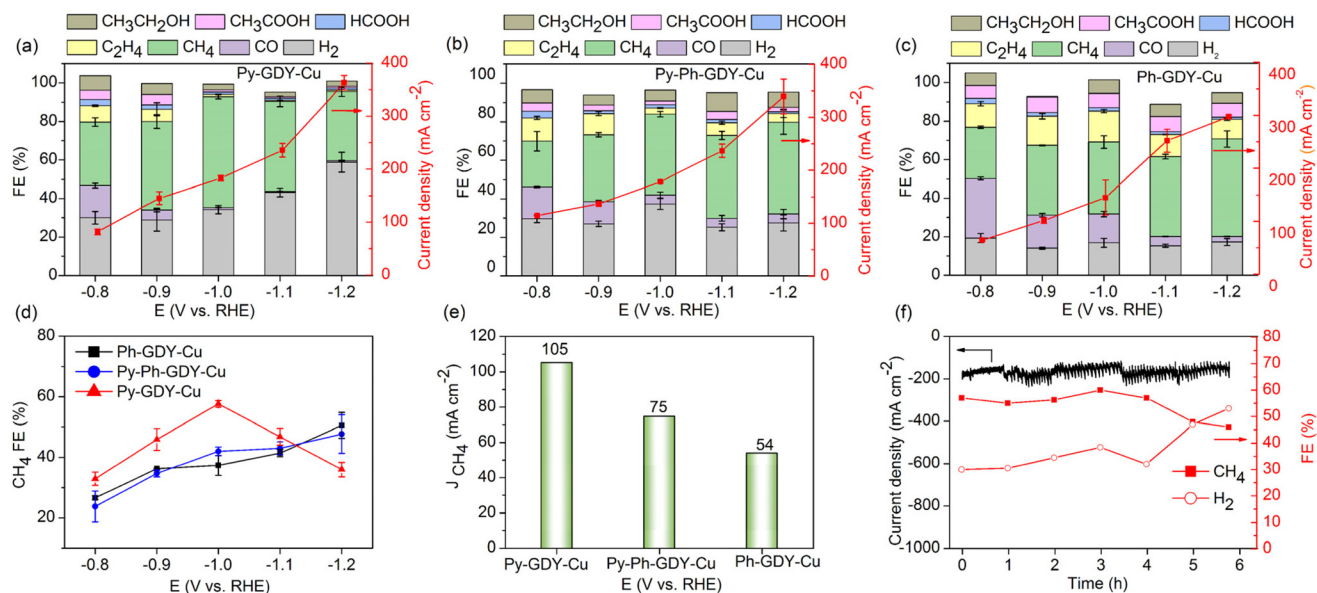 CH3CH2OH CH3COOH HCOOH
(a) C2H4 CH4 CO H2
Py-GDY-Cu
100
80
60
40
20
0
FE (%)
400
300
200
100
0
Current density (mA cm-2)
-0.8 -0.9 -1.0 -1.1 -1.2
E (V vs. RHE)
CH3CH2OH CH3COOH HCOOH
(b) C2H4 CH4 CO H2
Py-Ph-GDY-Cu
100
80
60
40
20
0
FE (%)
400
350
300
250
200
150
100
50
0
Current density (mA cm-2)
-0.8 -0.9 -1.0 -1.1 -1.2
E (V vs. RHE)
CH3CH2OH CH3COOH HCOOH
(c) C2H4 CH4 CO H2
Ph-GDY-Cu
100
80
60
40
20
0
FE (%)
400
300
200
100
0
Current density (mA cm-2)
-0.8 -0.9 -1.0 -1.1 -1.2
E (V vs. RHE)
(d)
80
60
40
20
CH4 FE (%)
Ph-GDY-Cu
Py-Ph-GDY-Cu
Py-GDY-Cu
-0.8 -0.9 -1.0 -1.1 -1.2
E (V vs. RHE)
(e)
120
100
80
60
40
20
0
J CH4 (mA cm-2)
105
75
54
Py-GDY-Cu Py-Ph-GDY-Cu Ph-GDY-Cu
E (V vs. RHE)
(f)
0
-200
-400
-600
-800
-1000
Current density (mA cm-2)
80
70
60
50
40
30
20
10
0
FE (%)
CH4
H2
0 1 2 3 4 5 6
Time (h)